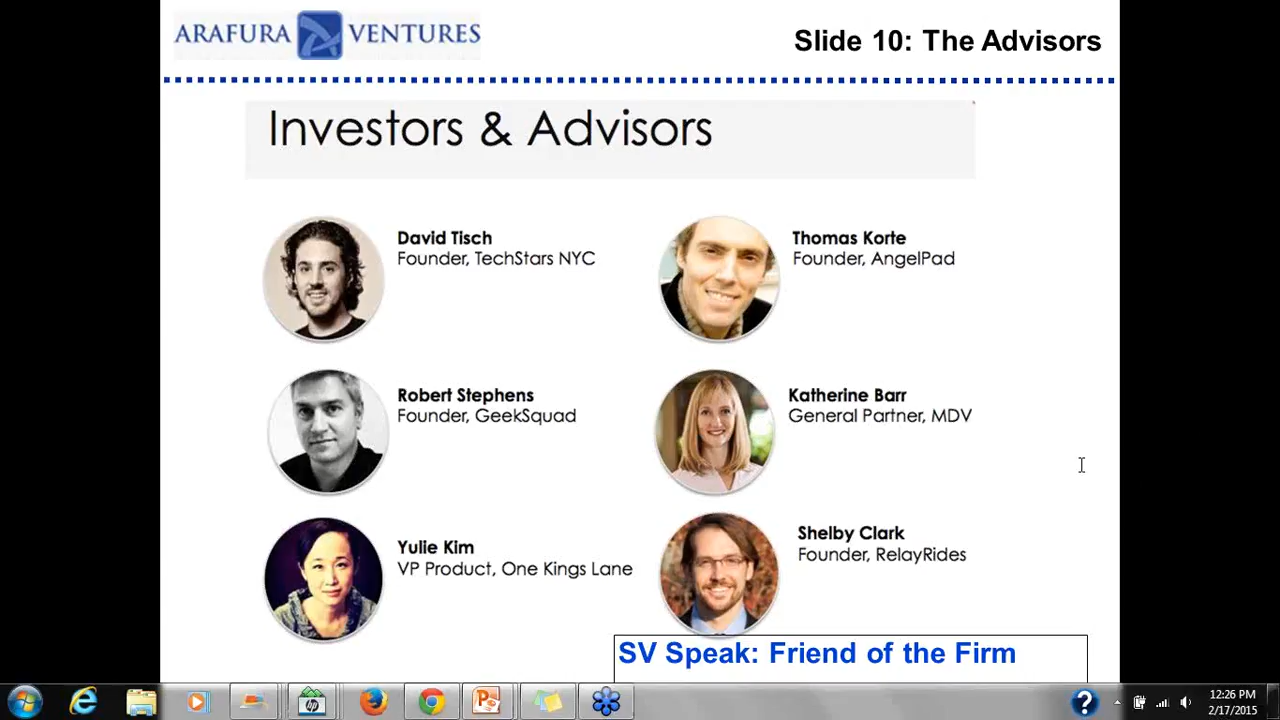 ARAFURA VENTURES
Slide 10: The Advisors
Investors & Advisors
David Tisch
Founder, TechStars NYC
Thomas Korte
Founder, AngelPad
Robert Stephens
Founder, GeekSquad
Katherine Barr
General Partner, MDV
Yulie Kim
VP Product, One Kings Lane
Shelby Clark
Founder, RelayRides
SV Speak: Friend of the Firm
12:26 PM
2/17/2015